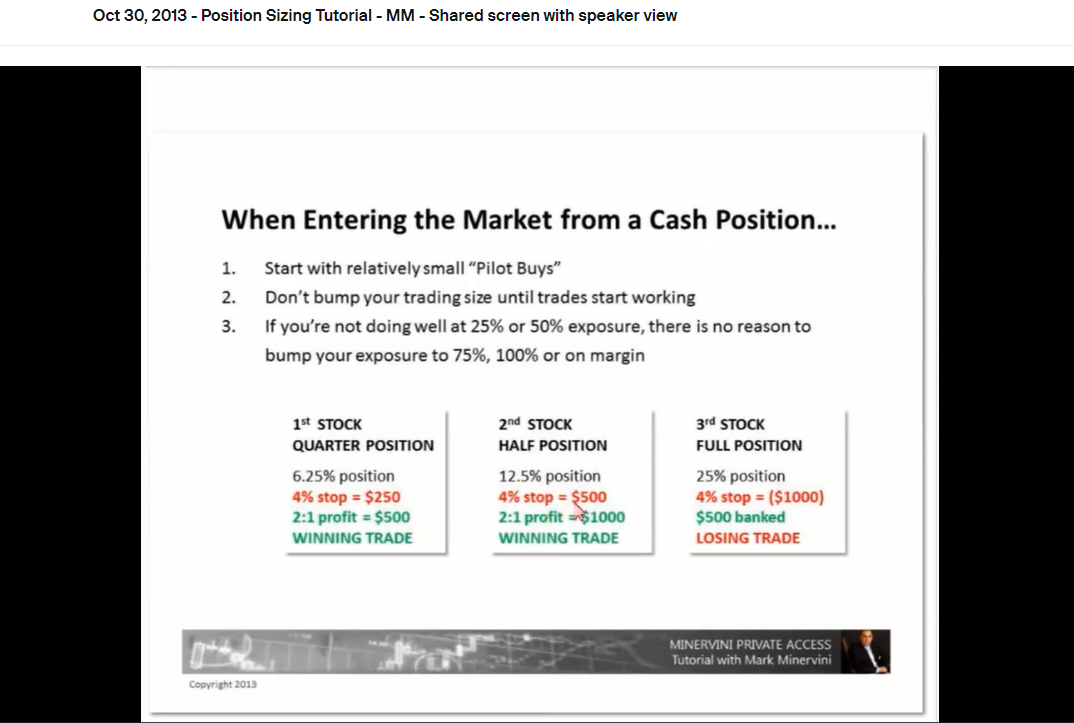 Oct 30, 2013 - Position Sizing Tutorial - MM - Shared screen with speaker view
When Entering the Market from a Cash Position...
1. Start with relatively small “Pilot Buys”
2. Don’t bump your trading size until trades start working
3. If you’re not doing well at 25% or 50% exposure, there is no reason to
bump your exposure to 75%, 100% or on margin
1st STOCK
QUARTER POSITION
6.25% position
4% stop = $250
2:1 profit = $500
WINNING TRADE
2nd STOCK
HALF POSITION
12.5% position
4% stop = $500
2:1 profit = $1000
WINNING TRADE
3rd STOCK
FULL POSITION
25% position
4% stop = ($1000)
$500 banked
LOSING TRADE
MINERVINI PRIVATE ACCESS
Tutorial with Mark Minervini
Copyright 2013